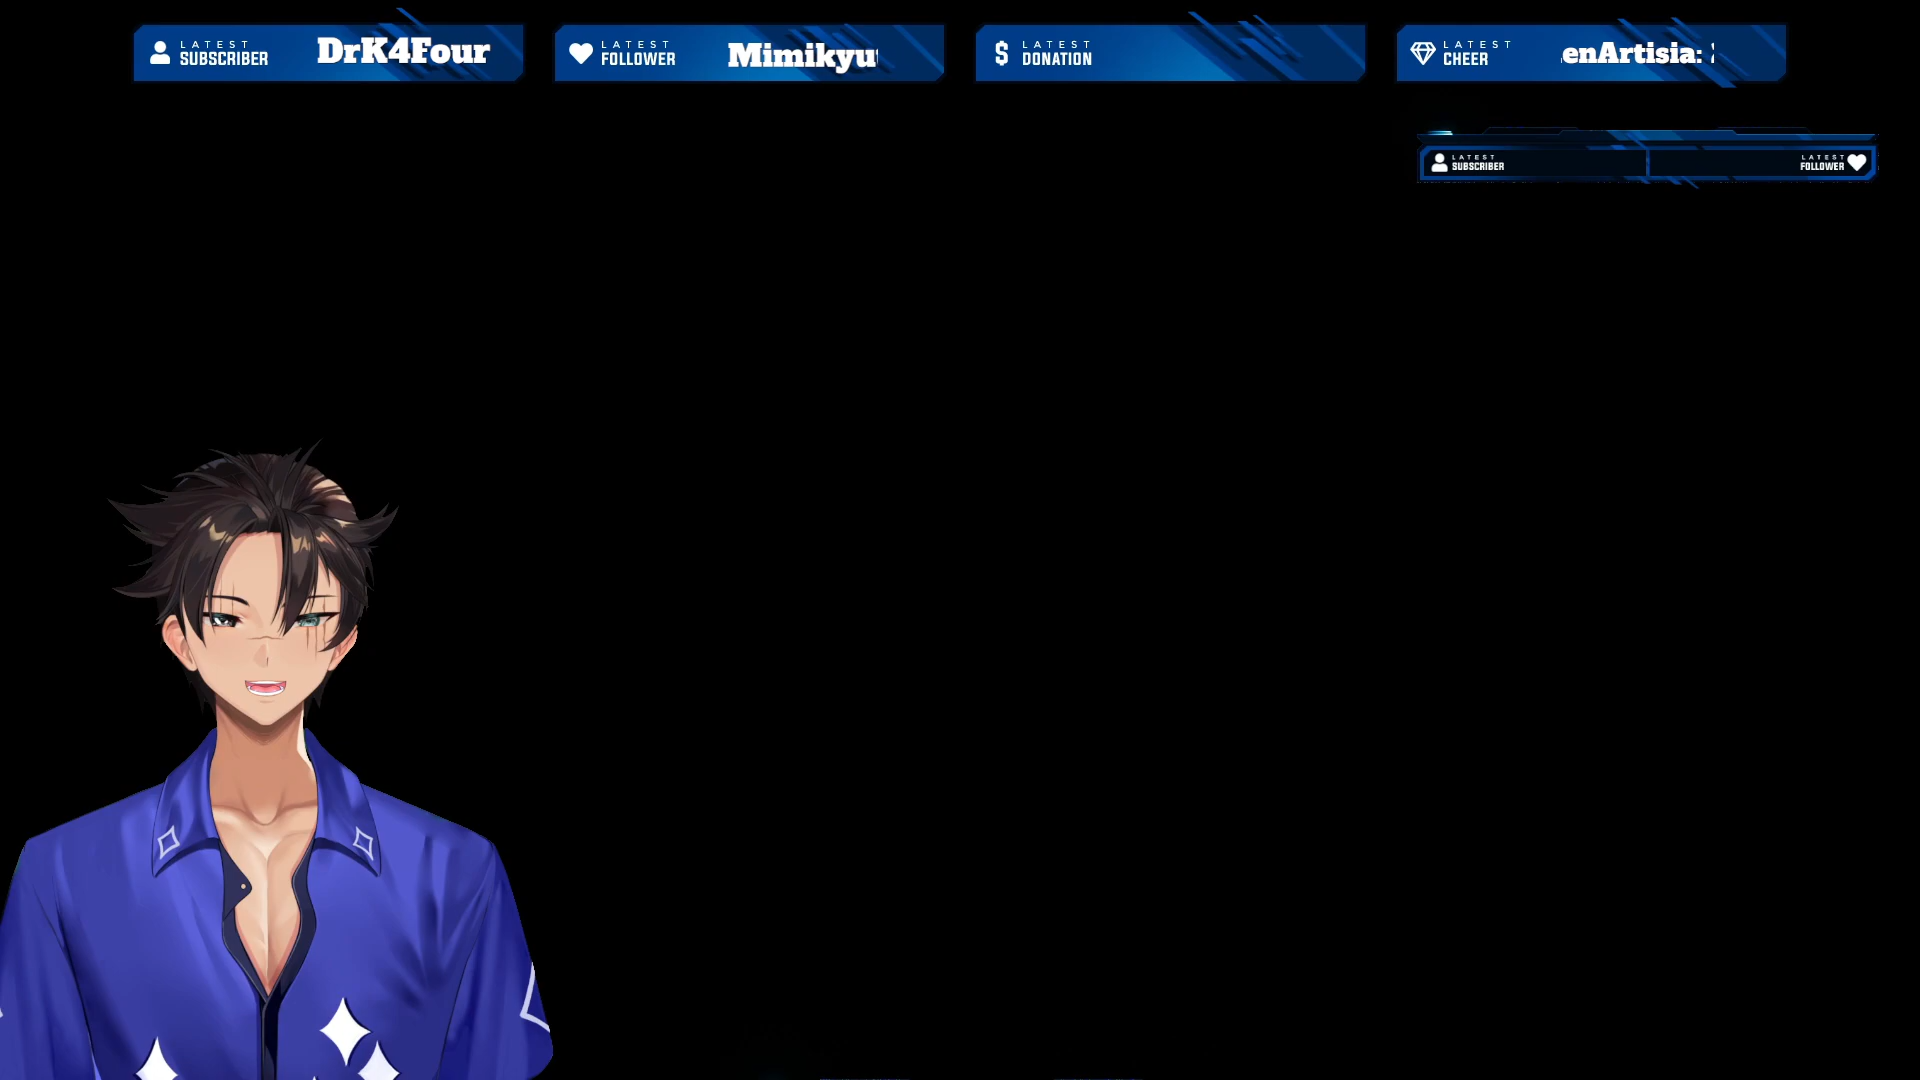 LATEST
SUBSCRIBER
DrK4Four
LATEST
FOLLOWER
Mimikyu
LATEST
DONATION
LATEST
CHEER
enArtisia:
LATEST
SUBSCRIBER
LATEST
FOLLOWER